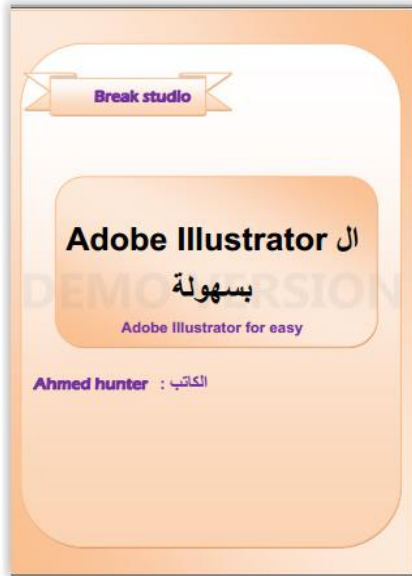 Break studio
ال Adobe Illustrator
بسهولة
DEMO VERSION
Adobe Illustrator for easy
الكاتب : Ahmed hunter